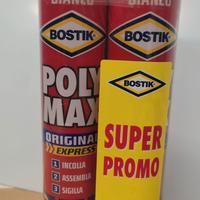 BIANCO
BIANCO
BOSTIK
BOSTIK
POLY
MAX
ORIGINAL
EXPRESS
1 INCOLLA
2 ASSEMBLA
3 SIGILLA
BOSTIK
SUPER
PROMO